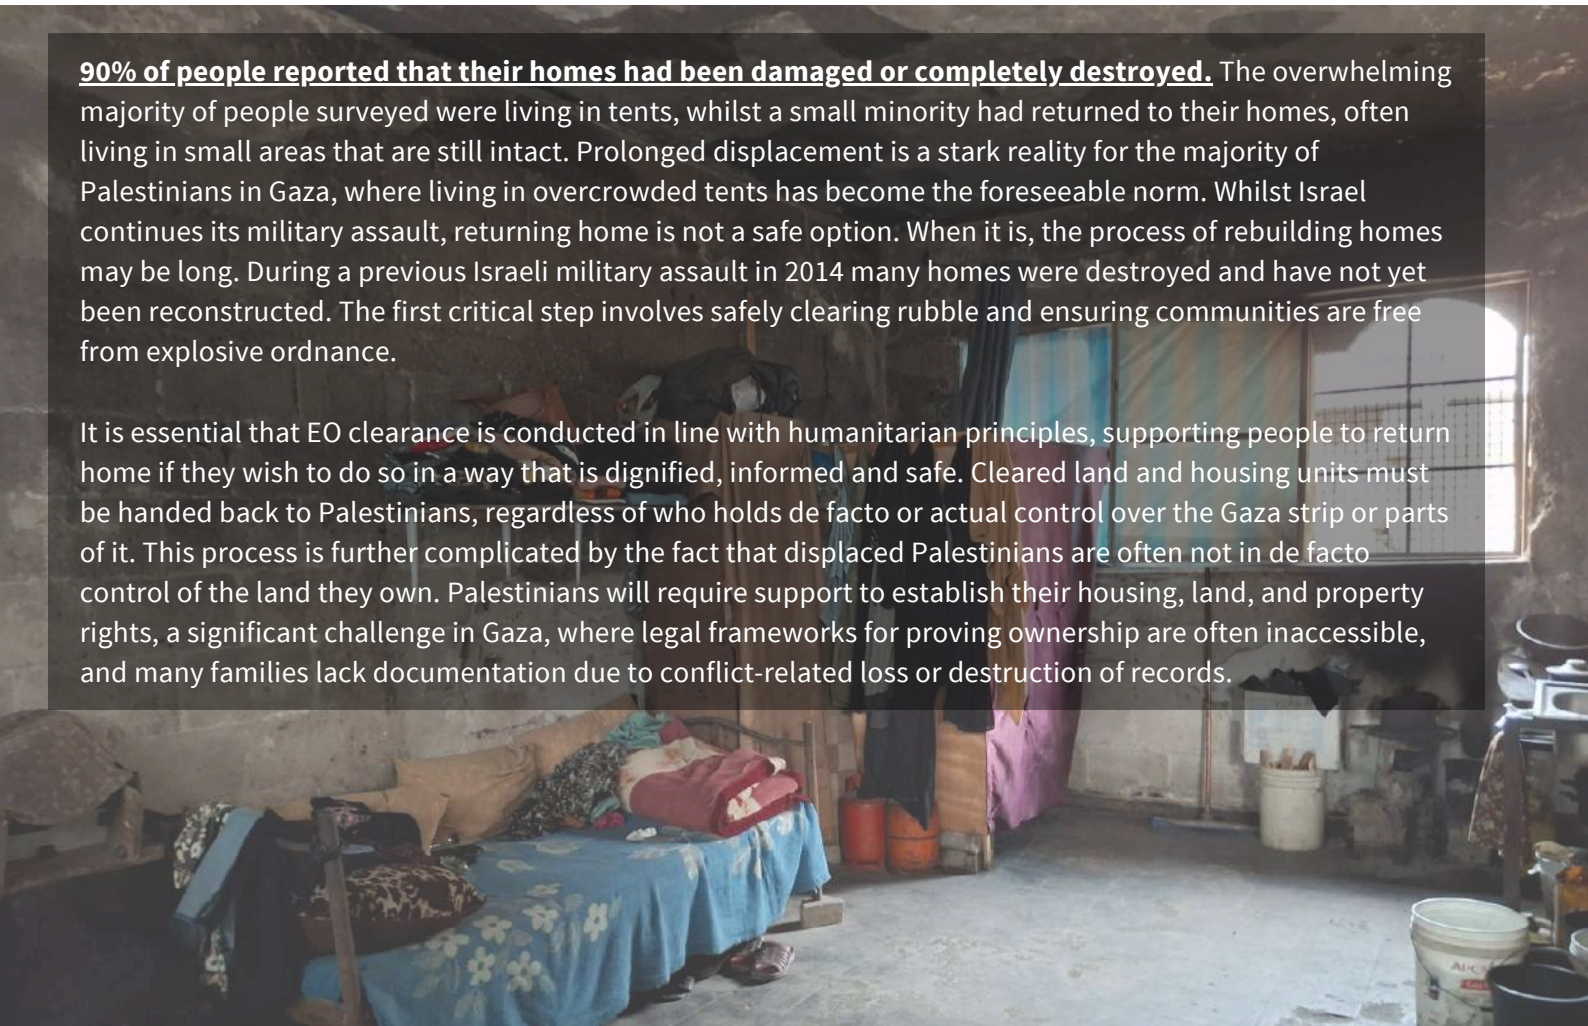 90% of people reported that their homes had been damaged or completely destroyed. The overwhelming
majority of people surveyed were living in tents, whilst a small minority had returned to their homes, often
living in small areas that are still intact. Prolonged displacement is a stark reality for the majority of
Palestinians in Gaza, where living in overcrowded tents has become the foreseeable norm. Whilst Israel
continues its military assault, returning home is not a safe option. When it is, the process of rebuilding homes
may be long. During a previous Israeli military assault in 2014 many homes were destroyed and have not yet
been reconstructed. The first critical step involves safely clearing rubble and ensuring communities are free
from explosive ordnance.
It is essential that EO clearance is conducted in line with humanitarian principles, supporting people to return
home if they wish to do so in a way that is dignified, informed and safe. Cleared land and housing units must
be handed back to Palestinians, regardless of who holds de facto or actual control over the Gaza strip or parts
of it. This process is further complicated by the fact that displaced Palestinians are often not in de facto
control of the land they own. Palestinians will require support to establish their housing, land, and property
rights, a significant challenge in Gaza, where legal frameworks for proving ownership are often inaccessible,
and many families lack documentation due to conflict-related loss or destruction of records.